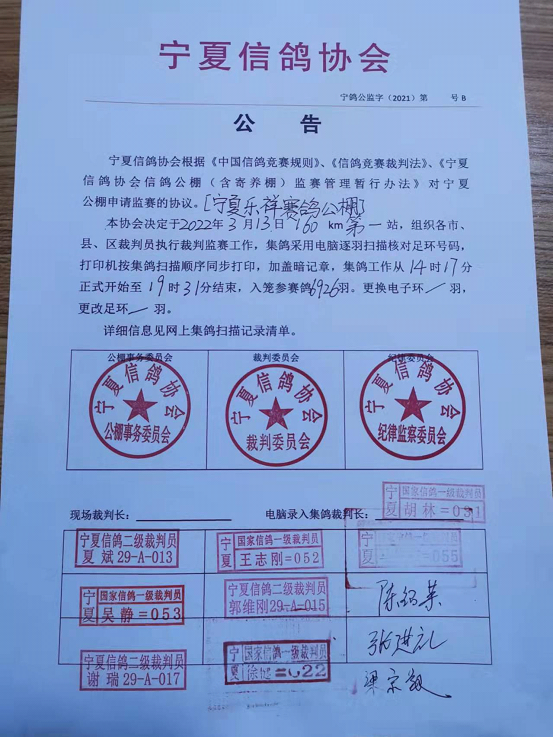 宁夏信鸽协会
宁鸽公监字（2021）第　　号 B
公　告
宁夏信鸽协会根据《中国信鸽竞赛规则》、《信鸽竞赛裁判法》、《宁夏
信鸽协会信鸽公棚（含寄养棚）监赛管理暂行办法》对宁夏
公棚申请监赛的协议。[宁夏乐祥赛鸽公棚]
本协会决定于2022年3月13日160km第一站，组织各市、
县、区裁判员执行裁判监赛工作，集鸽采用电脑逐羽扫描核对足环号码，
打印机按集鸽扫描顺序同步打印，加盖暗记章，集鸽工作从14时17分
正式开始至19时31分结束，入笼参赛鸽6926羽。更换电子环／羽，
更改足环／羽。
详细信息见网上集鸽扫描记录清单。
公棚事务委员会　裁判委员会　纪律委员会
宁夏信鸽协会　宁夏信鸽协会　宁夏信鸽协会
公棚事务委员会　裁判委员会　纪律监察委员会
现场裁判长：　电脑录入集鸽裁判长：
宁夏　国家信鸽一级裁判员
胡林=031
宁夏信鸽二级裁判员　宁夏　国家信鸽一级裁判员
夏斌29-A-013　王志刚=052　=055
宁夏　国家信鸽一级裁判员　宁夏信鸽二级裁判员
吴静=053　郭维刚29-A-015
宁夏信鸽二级裁判员　宁夏　国家信鸽一级裁判员
谢瑞29-A-017　=022